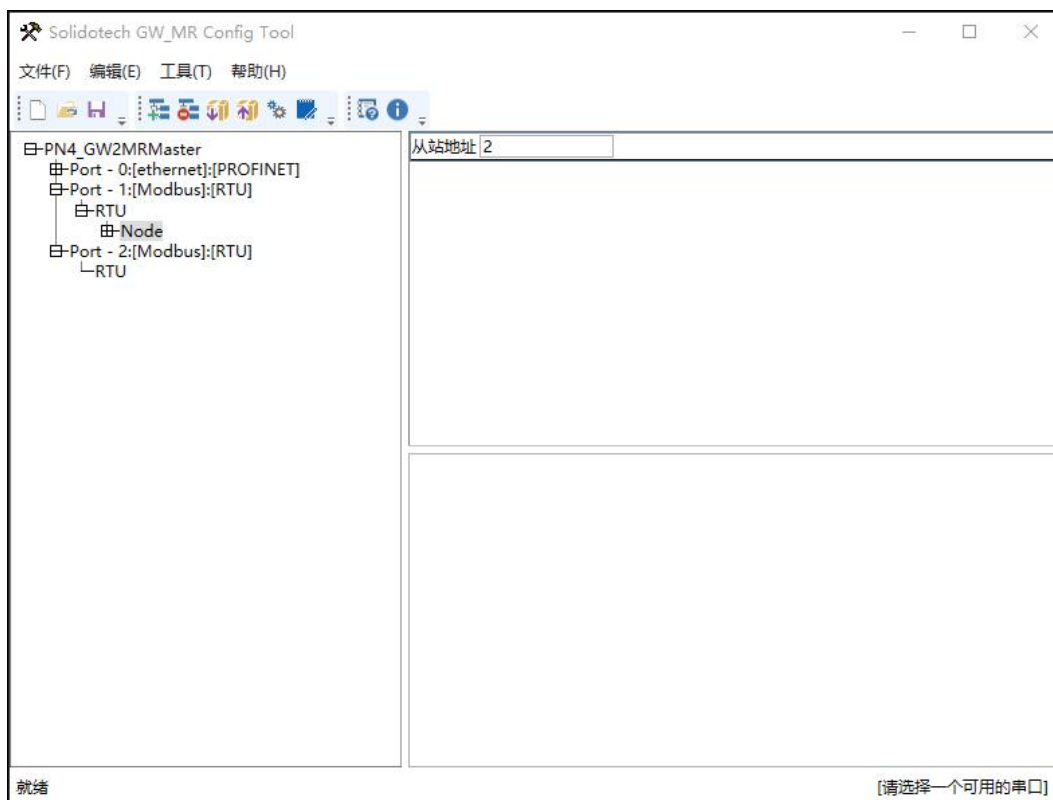 Solidotech GW_MR Config Tool
文件(F) 编辑(E) 工具(T) 帮助(H)
PN4_GW2MRMaster
Port - 0:[ethernet]:[PROFINET]
Port - 1:[Modbus]:[RTU]
RTU
Node
Port - 2:[Modbus]:[RTU]
RTU
从站地址 2
就绪
[请选择一个可用的串口]